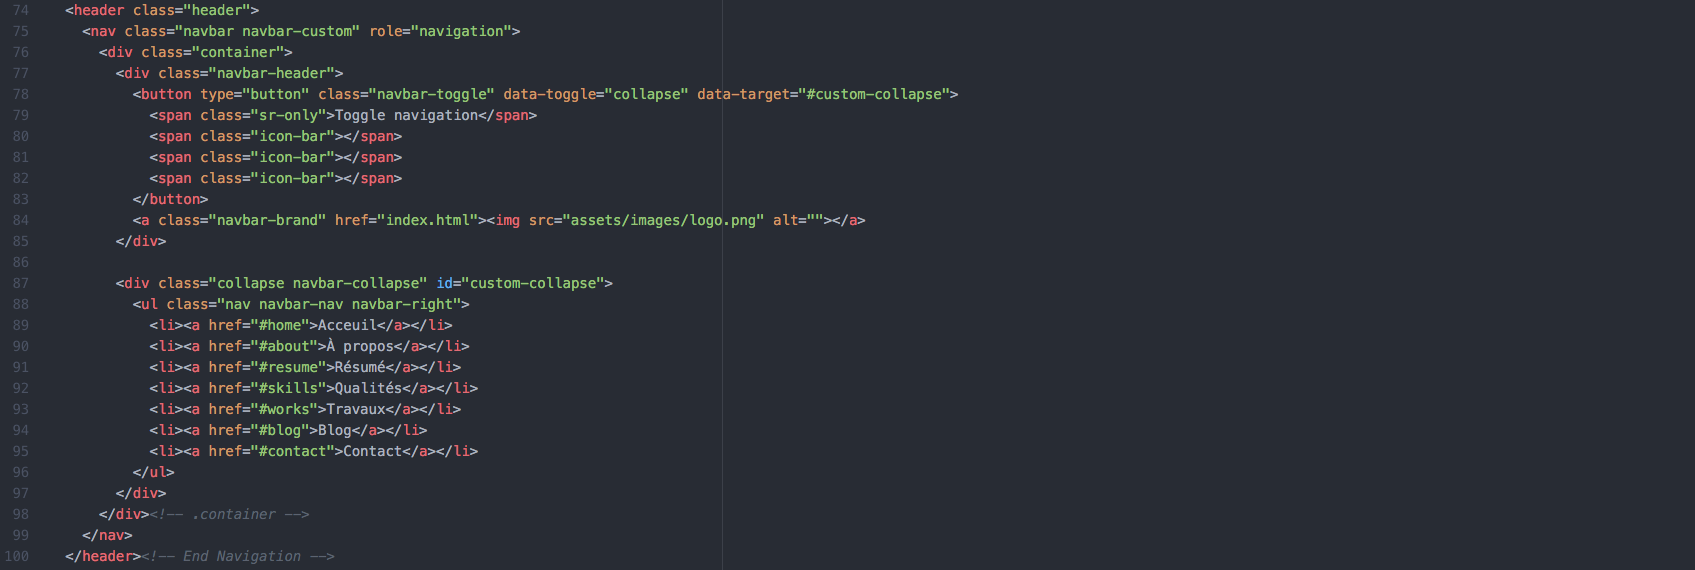 74 <header class="header">
75 <nav class="navbar navbar-custom" role="navigation">
76 <div class="container">
77 <div class="navbar-header">
78 <button type="button" class="navbar-toggle" data-toggle="collapse" data-target="#custom-collapse">
79 <span class="sr-only">Toggle navigation</span>
80 <span class="icon-bar"></span>
81 <span class="icon-bar"></span>
82 <span class="icon-bar"></span>
83 </button>
84 <a class="navbar-brand" href="index.html"><img src="assets/images/logo.png" alt=""></a>
85 </div>
86
87 <div class="collapse navbar-collapse" id="custom-collapse">
88 <ul class="nav navbar-nav navbar-right">
89 <li><a href="#home">Acceuil</a></li>
90 <li><a href="#about">À propos</a></li>
91 <li><a href="#resume">Résumé</a></li>
92 <li><a href="#skills">Qualités</a></li>
93 <li><a href="#works">Travaux</a></li>
94 <li><a href="#blog">Blog</a></li>
95 <li><a href="#contact">Contact</a></li>
96 </ul>
97 </div>
98 </div><!-- .container -->
99 </nav>
100 </header><!-- End Navigation -->